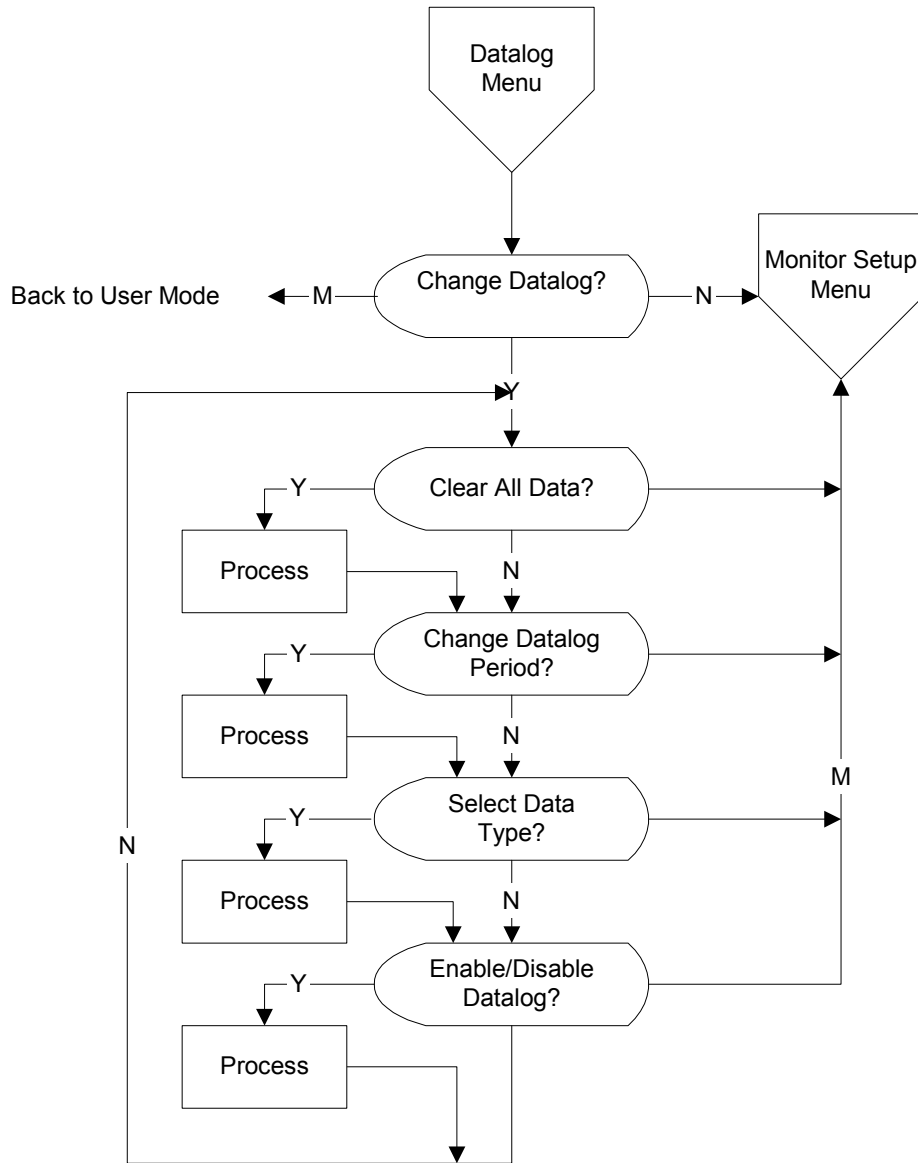 Datalog
Menu
Monitor Setup
Menu
Change Datalog?
Back to User Mode
M
N
Y
Clear All Data?
Y
Process
N
Change Datalog
Period?
Y
Process
N
Select Data
Type?
Y
M
N
Process
N
Enable/Disable
Datalog?
Y
Process